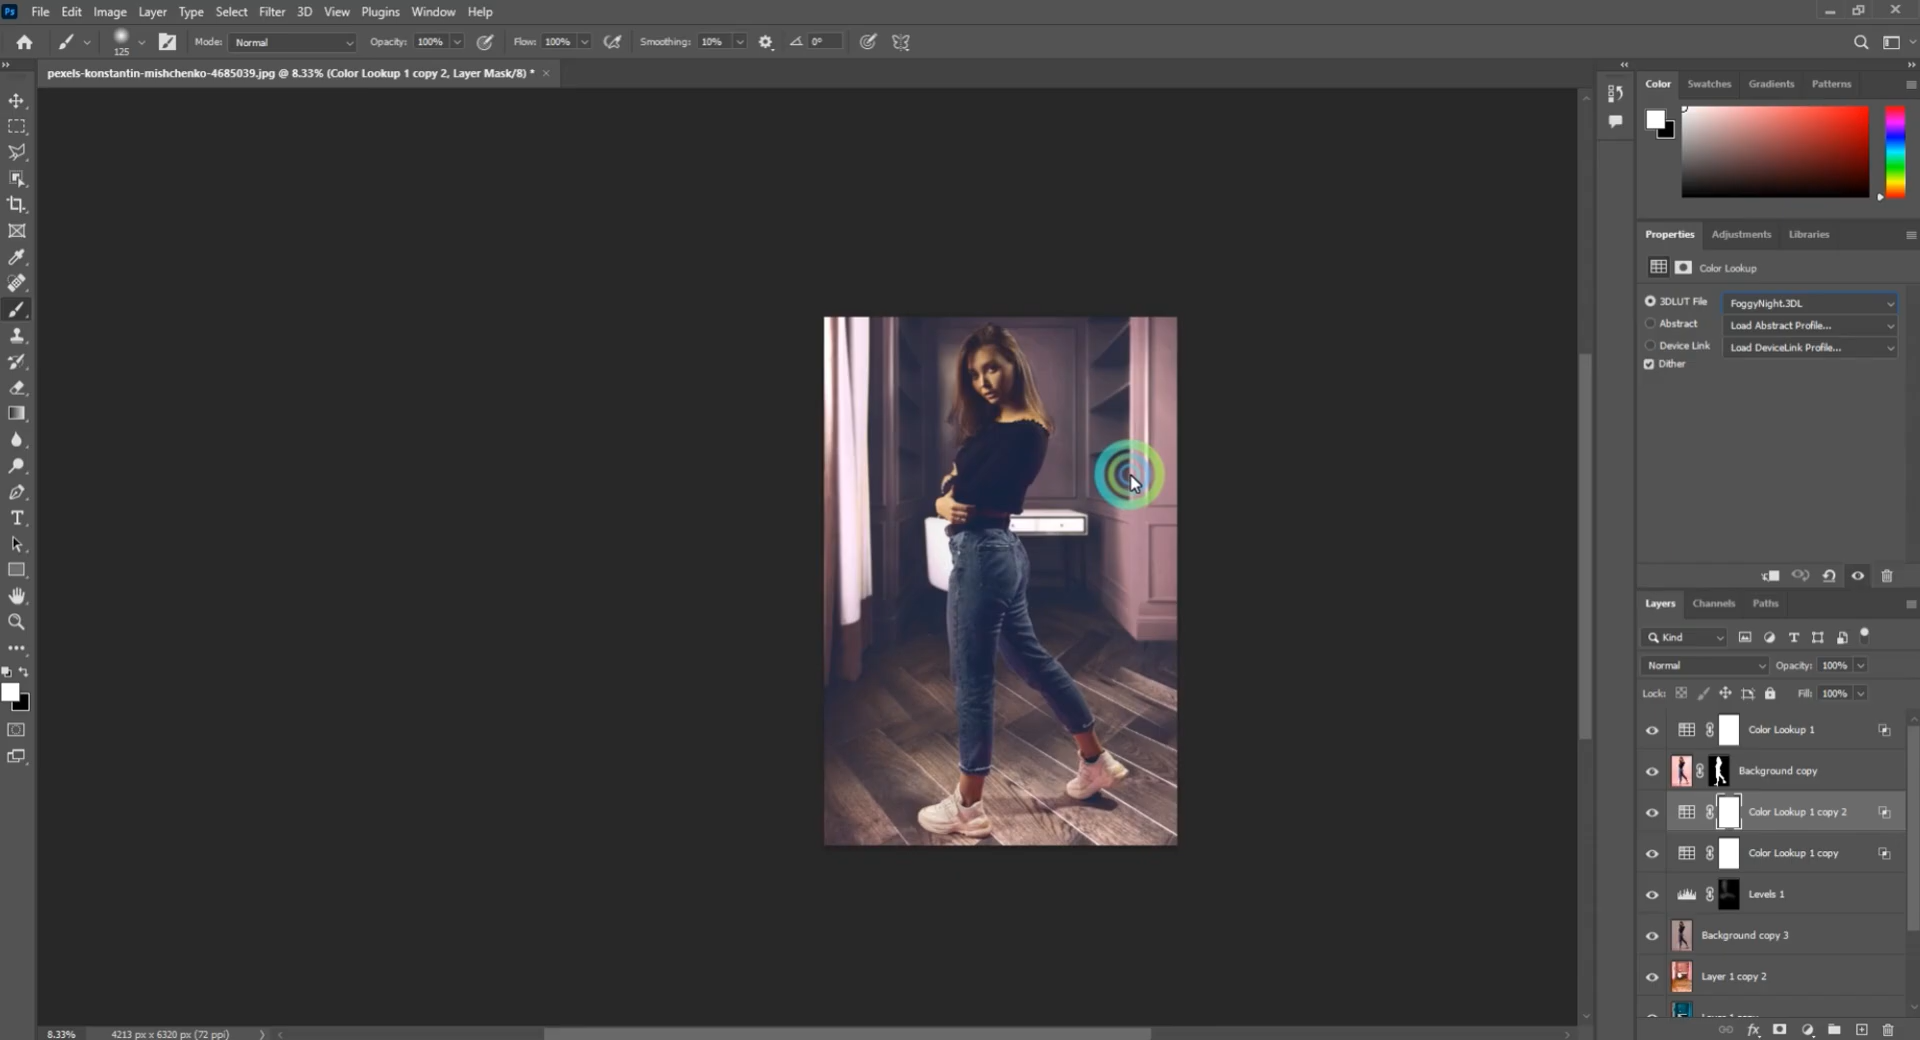 Ps File Edit Image Layer Type Select Filter 3D View Plugins Window Help
125 Mode: Normal Opacity: 100% Flow: 100% Smoothing: 10% 0°
pexels-konstantin-mishchenko-4685039.jpg @ 8.33% (Color Lookup 1 copy 2, Layer Mask/8) *
Color Swatches Gradients Patterns
Properties Adjustments Libraries
Color Lookup
3DLUT File FoggyNight.3DL
Abstract Load Abstract Profile...
Device Link Load DeviceLink Profile...
Dither
Layers Channels Paths
Kind
Normal Opacity: 100%
Lock: Fill: 100%
Color Lookup 1
Background copy
Color Lookup 1 copy 2
Color Lookup 1 copy
Levels 1
Background copy 3
Layer 1 copy 2
Layer 1 copy
8.33% 4213 px x 6320 px (72 ppi)